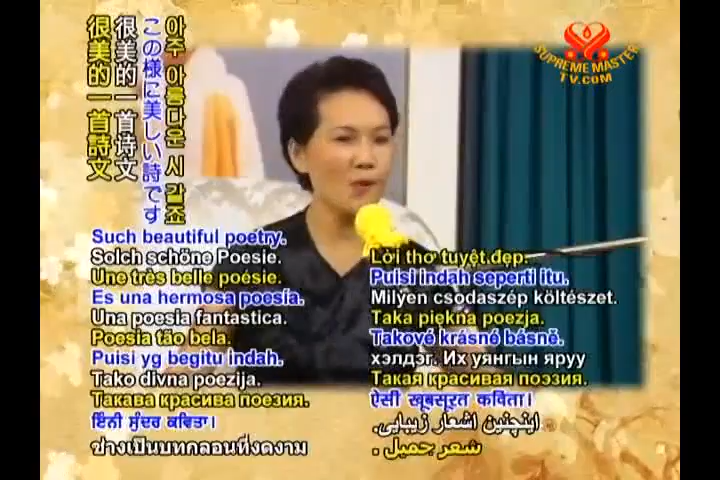 SUPREME MASTER
TV.COM
很美的一首詩文
很美的一首诗文
この様に美しい詩です
아주 아름다운 시 같죠
Such beautiful poetry.
Solch schöne Poesie.
Une très belle poésie.
Es una hermosa poesía.
Una poesia fantastica.
Poesia tão bela.
Puisi yg begitu indah.
Tako divna poezija.
Такава красива поезия.
ਇੰਨੀ ਸੁੰਦਰ ਕਵਿਤਾ।
ช่างเป็นบทกลอนที่งดงาม
Lời thơ tuyệt đẹp.
Puisi indah seperti itu.
Milyen csodaszép költészet.
Taka piękna poezja.
Takové krásné básně.
хэлдэг. Их уянгын яруу
Такая красивая поэзия.
ऐसी खूबसूरत कविता।
اینچنین اشعار زیبایی.
شعر جميل .